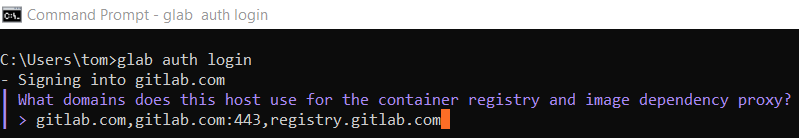 Command Prompt - glab  auth login
C:\Users\tom>glab auth login
- Signing into gitlab.com
What domains does this host use for the container registry and image dependency proxy?
> gitlab.com,gitlab.com:443,registry.gitlab.com